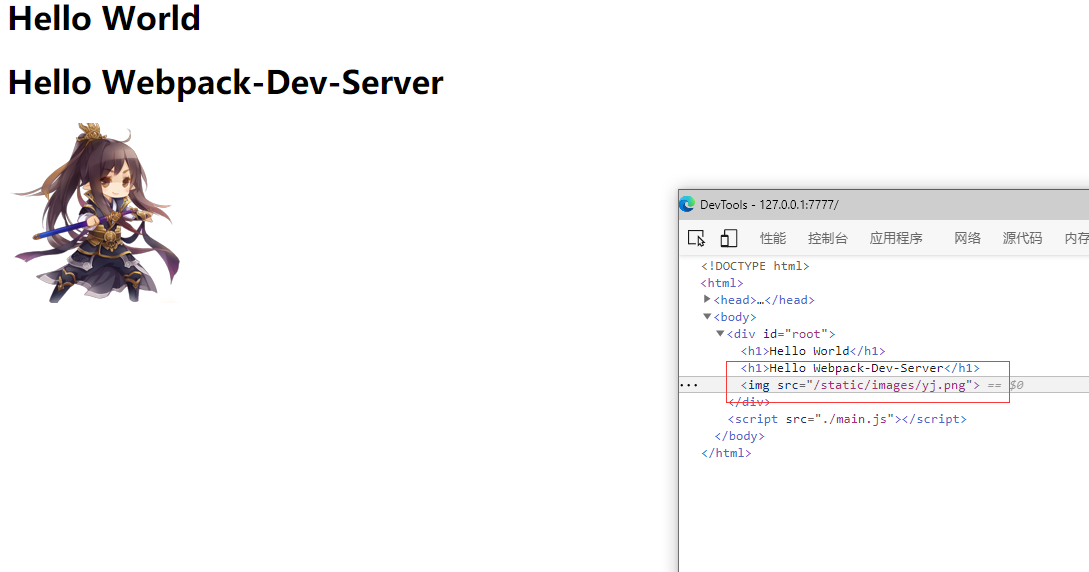 Hello World
Hello Webpack-Dev-Server
DevTools - 127.0.0.1:7777/
性能 控制台 应用程序 网络 源代码 内存
<!DOCTYPE html>
<html>
<head>…</head>
<body>
<div id="root">
<h1>Hello World</h1>
<h1>Hello Webpack-Dev-Server</h1>
<img src="/static/images/yj.png"> == $0
</div>
<script src="./main.js"></script>
</body>
</html>